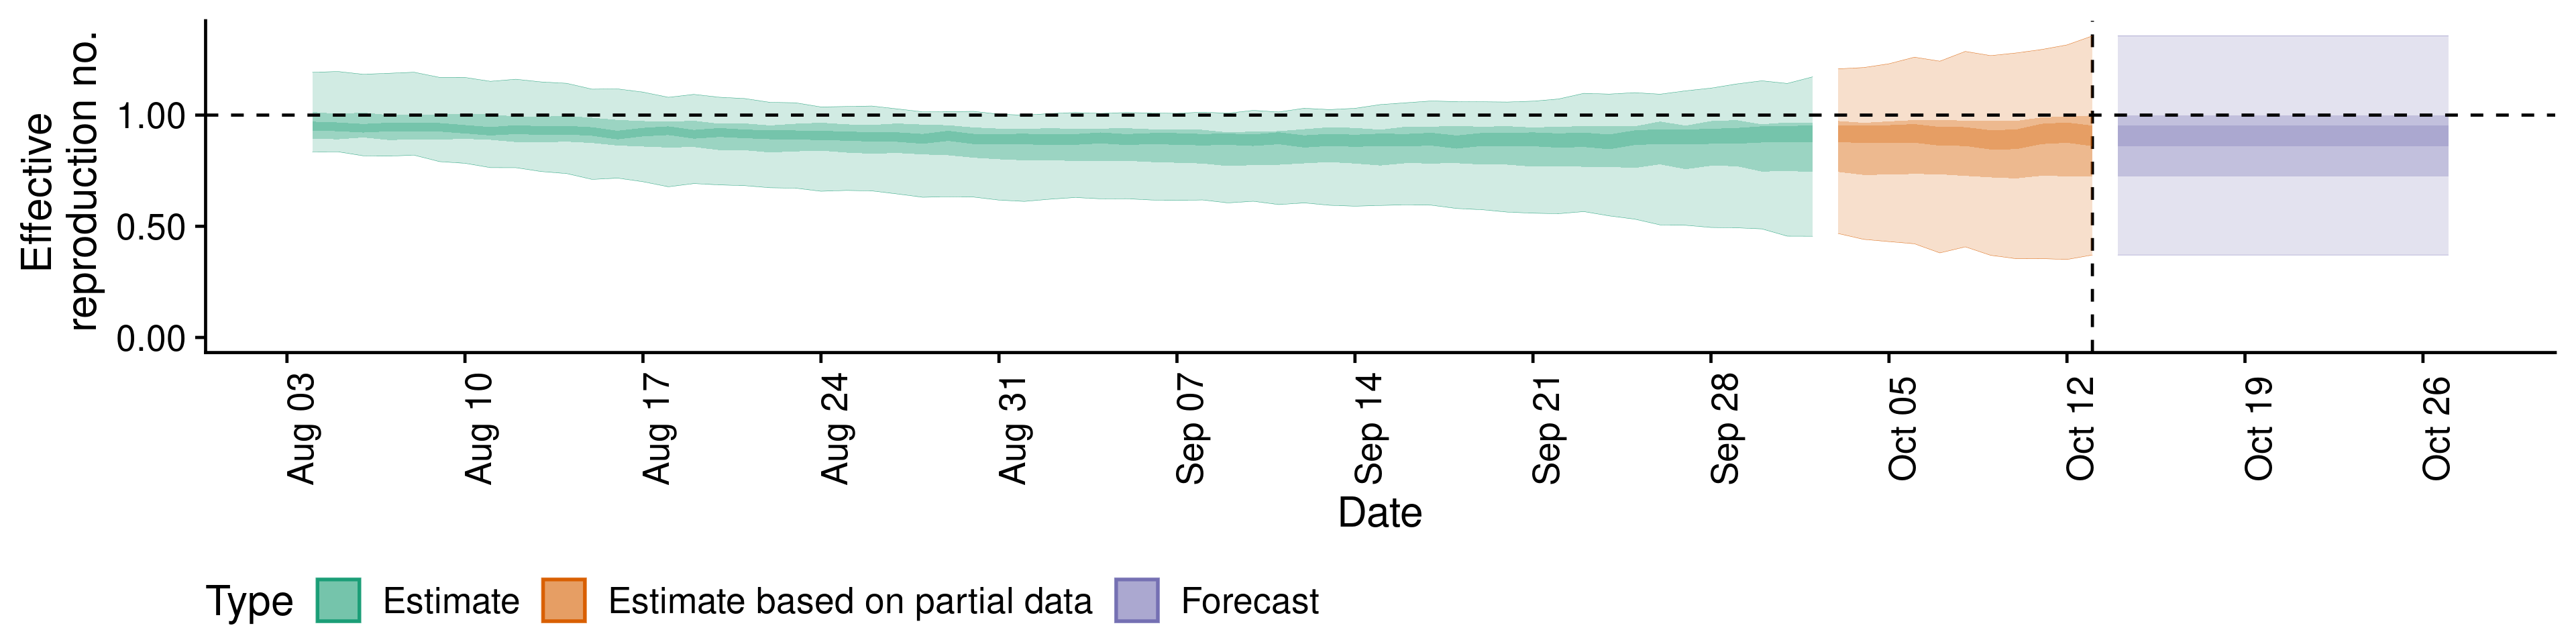 Effective
reproduction no.
1.00
0.50
0.00
Aug 03
Aug 10
Aug 17
Aug 24
Aug 31
Sep 07
Sep 14
Sep 21
Sep 28
Oct 05
Oct 12
Oct 19
Oct 26
Date
Type Estimate Estimate based on partial data Forecast